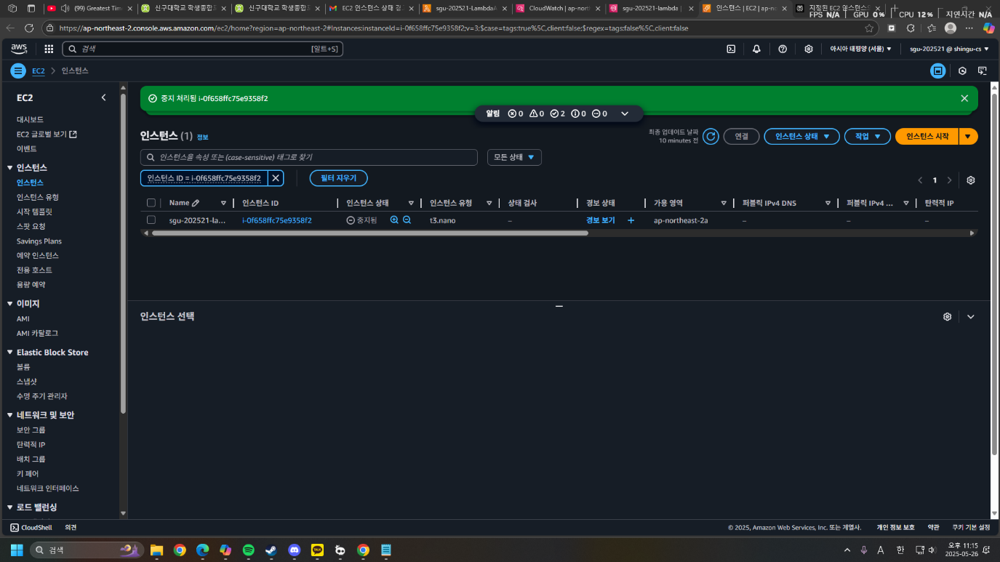 (99) Greatest Tim
신구대학교 학생종합포
신구대학교 학생종합포
EC2 인스턴스 상태 경고
sgu-202521-Lambda
CloudWatch | ap-north
sgu-202521-lambda |
인스턴스 | EC2 | ap-no
지정된 EC2 인스턴스
FPS N/A GPU 0% CPU 12% 지연시간 N/A
https://ap-northeast-2.console.aws.amazon.com/ec2/home?region=ap-northeast-2#Instances:instanceId=i-0f658ffc75e9358f2;v=3;$case=tags:true%5C,client:false;$regex=tags:false%5C,client:false
aws
검색
[알트+S]
아시아 태평양 (서울)
sgu-202521 @ shingu-cs
EC2
인스턴스
EC2
대시보드
EC2 글로벌 보기
이벤트
인스턴스
인스턴스
인스턴스 유형
시작 템플릿
스팟 요청
Savings Plans
예약 인스턴스
전용 호스트
용량 예약
이미지
AMI
AMI 카탈로그
Elastic Block Store
볼륨
스냅샷
수명 주기 관리자
네트워크 및 보안
보안 그룹
탄력적 IP
배치 그룹
키 페어
네트워크 인터페이스
로드 밸런싱
중지 처리됨 i-0f658ffc75e9358f2
알림 0 0 2 0 0
인스턴스 (1) 정보
최종 업데이트 날짜
10 minutes 전
연결
인스턴스 상태
작업
인스턴스 시작
인스턴스을 속성 또는 (case-sensitive) 태그로 찾기
모든 상태
인스턴스 ID = i-0f658ffc75e9358f2
필터 지우기
1
Name 인스턴스 ID 인스턴스 상태 인스턴스 유형 상태 검사 경보 상태 가용 영역 퍼블릭 IPv4 DNS 퍼블릭 IPv4 ... 탄력적 IP
sgu-202521-la... i-0f658ffc75e9358f2 중지됨 t3.nano – 경보 보기 + ap-northeast-2a – – –
인스턴스 선택
CloudShell
의견
© 2025, Amazon Web Services, Inc. 또는 계열사.
개인 정보 보호
약관
쿠키 기본 설정
검색
TALK
A
한
오후 11:15
2025-05-26